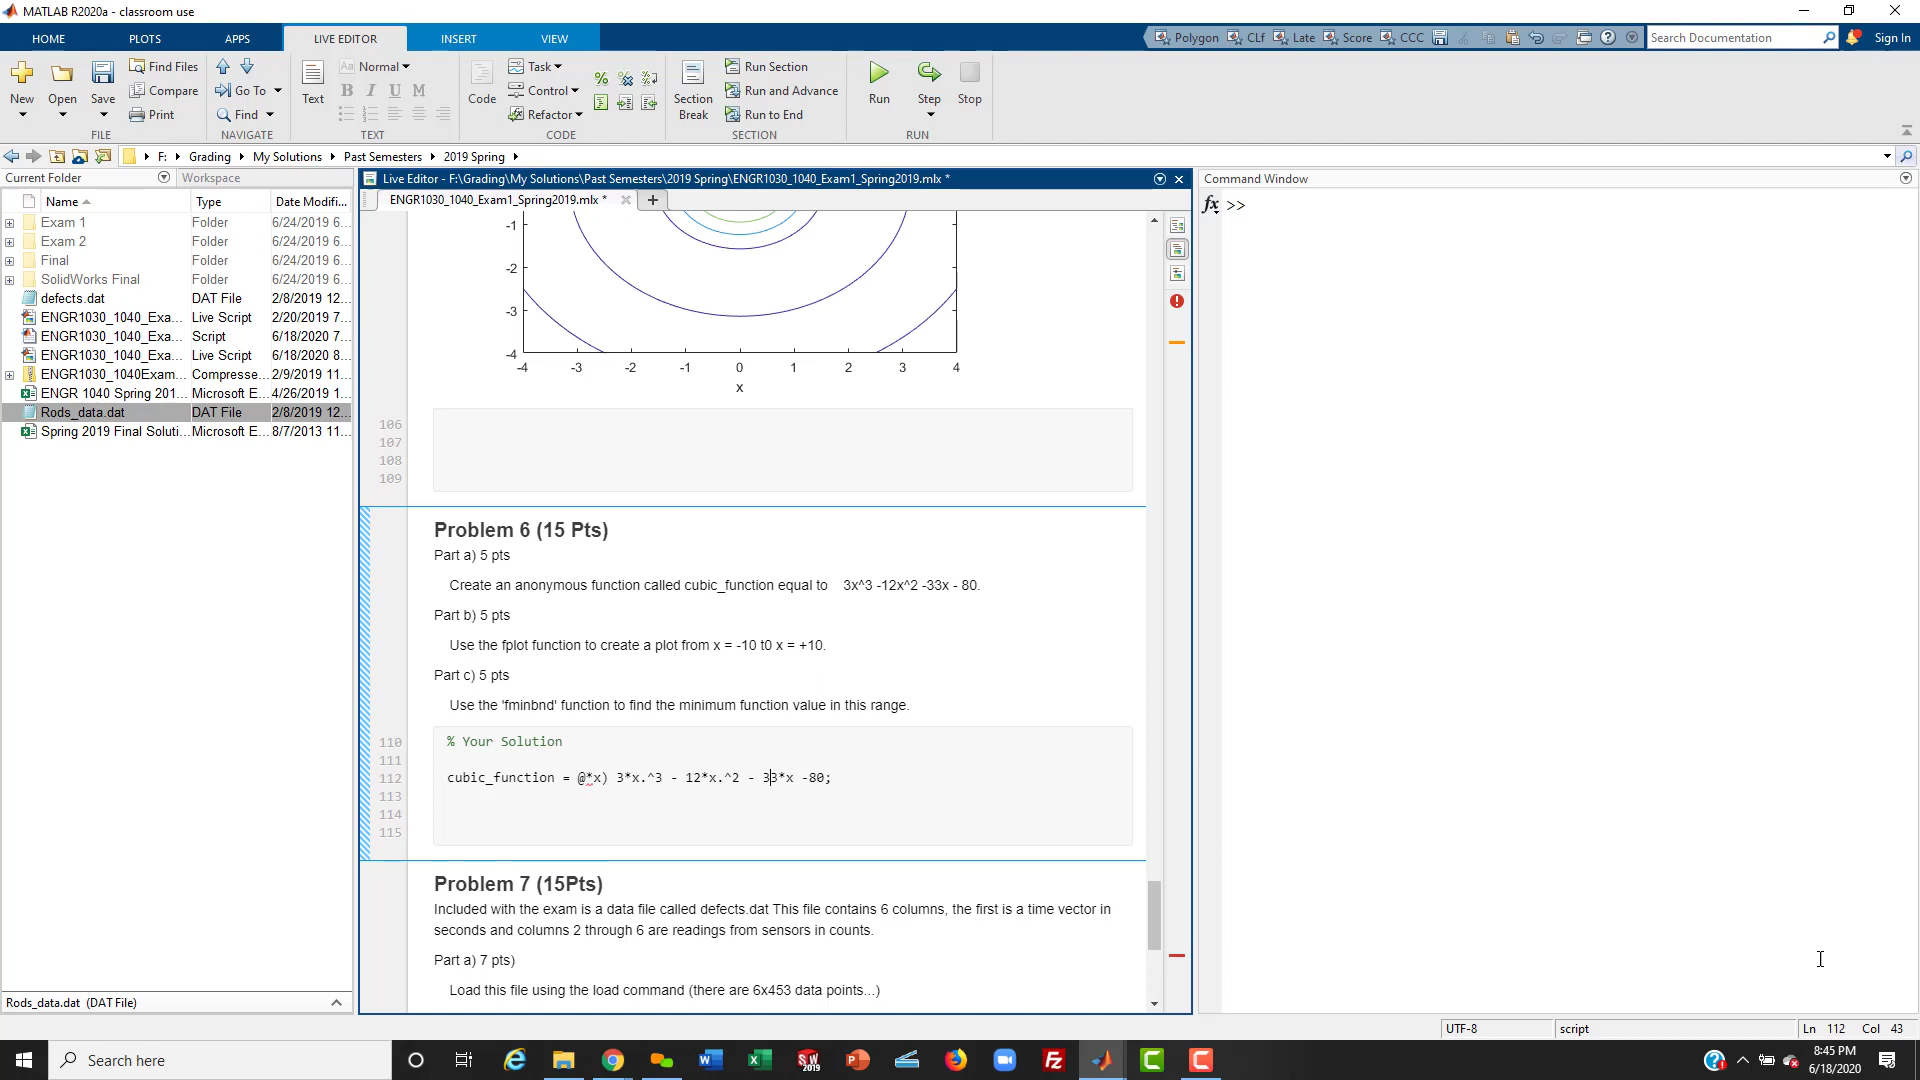 MATLAB R2020a - classroom use
HOME PLOTS APPS LIVE EDITOR INSERT VIEW
Polygon CLf Late Score CCC Search Documentation Sign In
New Open Save Find Files Compare Print
Go To Find
Text Normal B I U M
Code Task Control Refactor
Section Break Run Section Run and Advance Run to End
Run Step Stop
FILE NAVIGATE TEXT CODE SECTION RUN
F: Grading My Solutions Past Semesters 2019 Spring
Current Folder Workspace
Name Type Date Modifi...
Exam 1 Folder 6/24/2019 6...
Exam 2 Folder 6/24/2019 6...
Final Folder 6/24/2019 6...
SolidWorks Final Folder 6/24/2019 6...
defects.dat DAT File 2/8/2019 12...
ENGR1030_1040_Exa... Live Script 2/20/2019 7...
ENGR1030_1040_Exa... Script 6/18/2020 7...
ENGR1030_1040_Exa... Live Script 6/18/2020 8...
ENGR1030_1040Exam... Compresse... 2/9/2019 11...
ENGR 1040 Spring 201... Microsoft E... 4/26/2019 1...
Rods_data.dat DAT File 2/8/2019 12...
Spring 2019 Final Soluti... Microsoft E... 8/7/2013 11...
Rods_data.dat (DAT File)
Live Editor - F:\Grading\My Solutions\Past Semesters\2019 Spring\ENGR1030_1040_Exam1_Spring2019.mlx *
ENGR1030_1040_Exam1_Spring2019.mlx *
-1
-2
-3
-4
-4 -3 -2 -1 0 1 2 3 4
x
106
107
108
109
Problem 6 (15 Pts)
Part a) 5 pts
Create an anonymous function called cubic_function equal to 3x^3 -12x^2 -33x - 80.
Part b) 5 pts
Use the fplot function to create a plot from x = -10 t0 x = +10.
Part c) 5 pts
Use the 'fminbnd' function to find the minimum function value in this range.
110 % Your Solution
111
112 cubic_function = @*x) 3*x.^3 - 12*x.^2 - 33*x -80;
113
114
115
Problem 7 (15Pts)
Included with the exam is a data file called defects.dat This file contains 6 columns, the first is a time vector in
seconds and columns 2 through 6 are readings from sensors in counts.
Part a) 7 pts)
Load this file using the load command (there are 6x453 data points...)
Command Window
fx >>
UTF-8 script Ln 112 Col 43
Search here
8:45 PM
6/18/2020